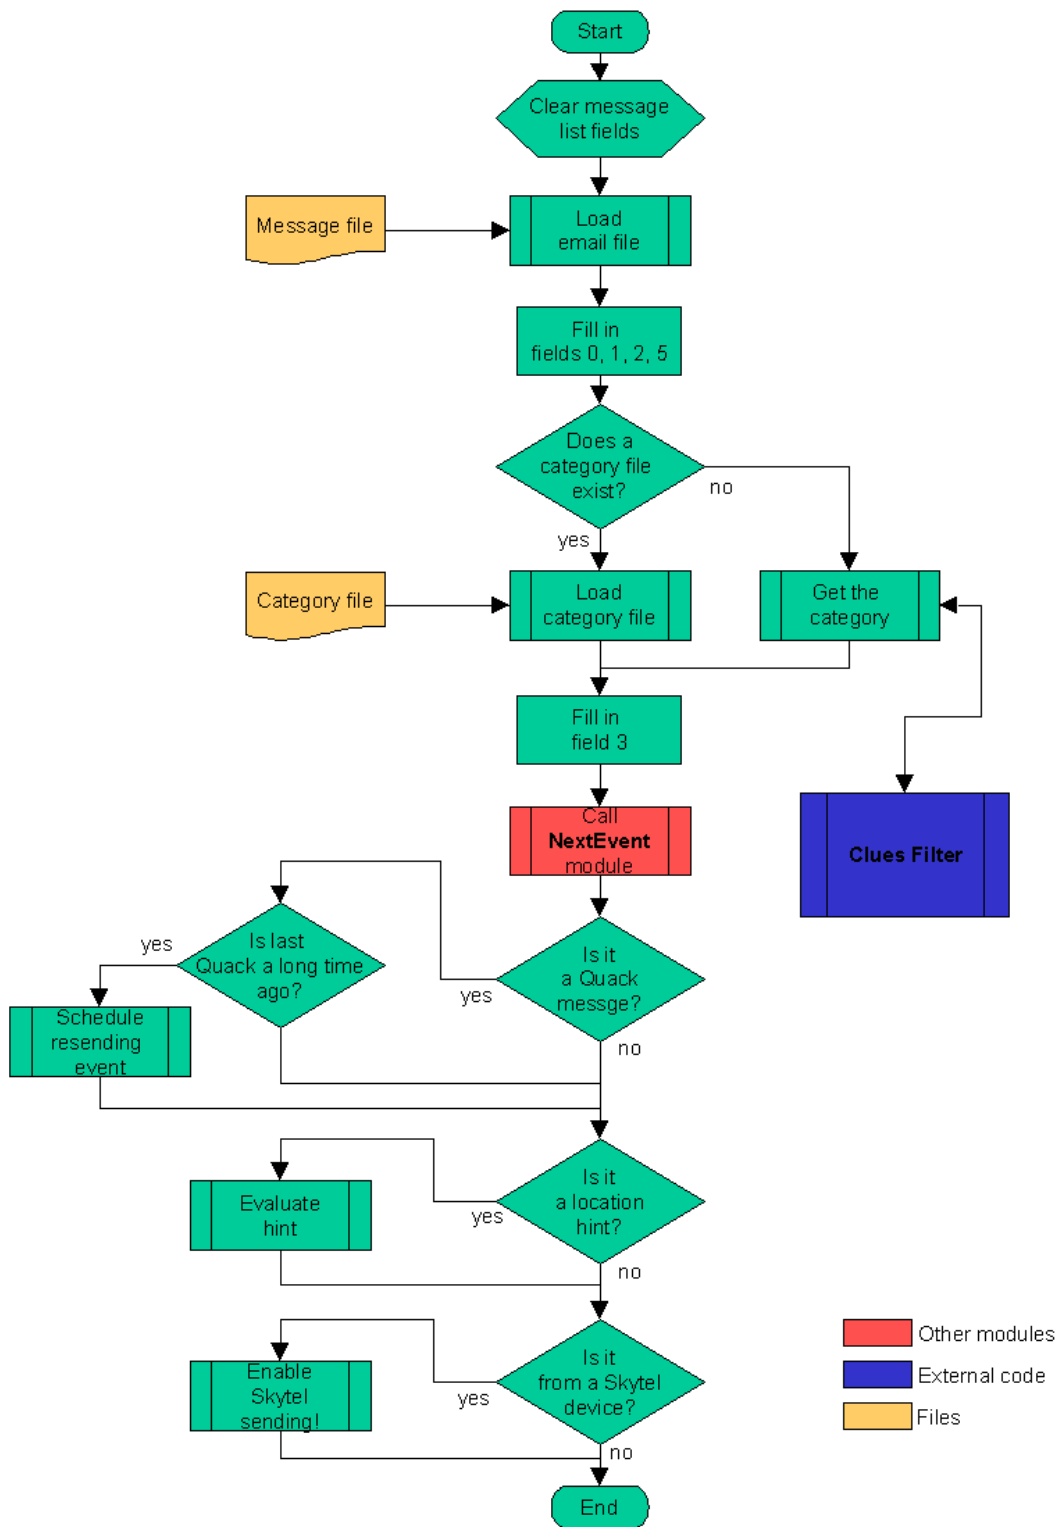 Start
Clear message
list fields
Message file
Load
email file
Fill in
fields 0, 1, 2, 5
Does a
category file
exist?
no
yes
Category file
Load
category file
Get the
category
Fill in
field 3
Call
NextEvent
module
Clues Filter
yes
Is last
Quack a long time
ago?
Is it
a Quack
messge?
yes
no
Schedule
resending
event
Is it
a location
hint?
yes
no
Evaluate
hint
Is it
from a Skytel
device?
yes
no
Enable
Skytel
sending!
End
Other modules
External code
Files